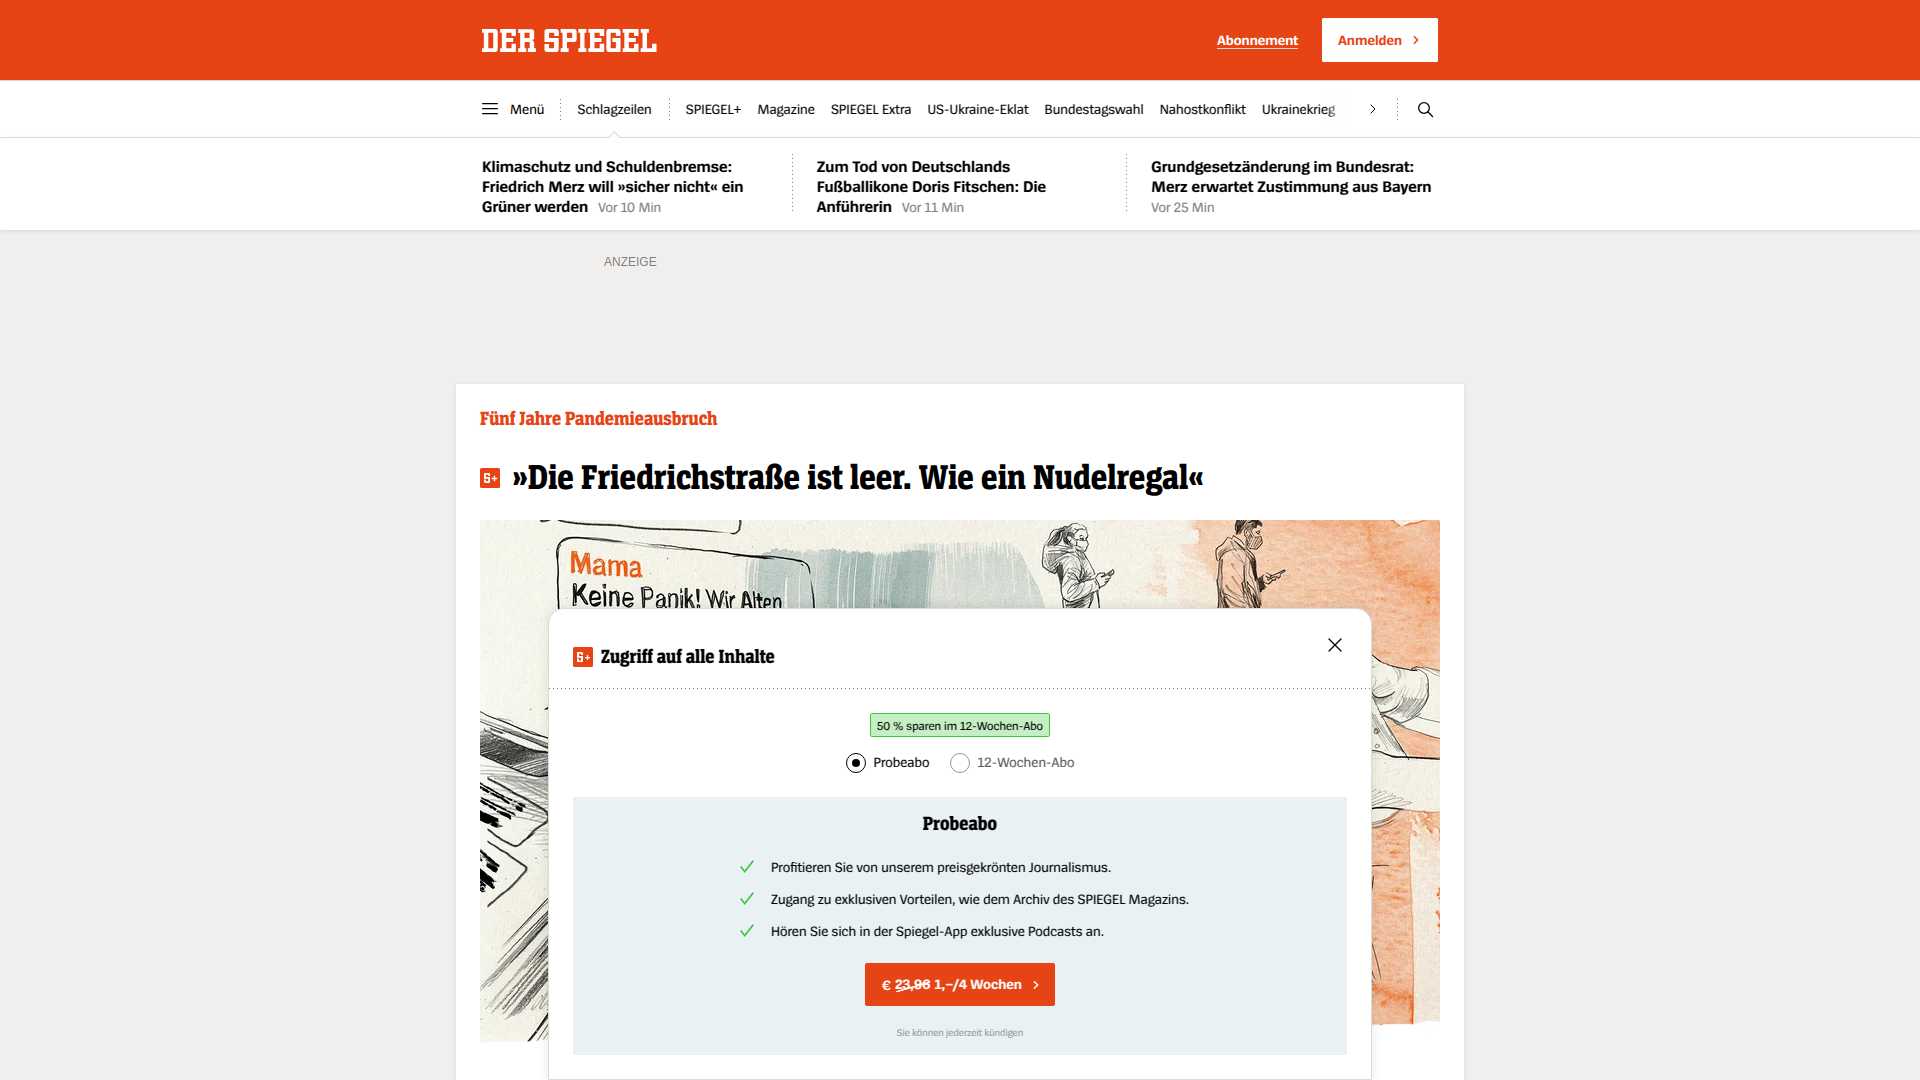 DER SPIEGEL
Abonnement
Anmelden
Menü
Schlagzeilen
SPIEGEL+
Magazine
SPIEGEL Extra
US-Ukraine-Eklat
Bundestagswahl
Nahostkonflikt
Ukrainekrieg
Klimaschutz und Schuldenbremse:
Friedrich Merz will »sicher nicht« ein
Grüner werden Vor 10 Min
Zum Tod von Deutschlands
Fußballikone Doris Fitschen: Die
Anführerin Vor 11 Min
Grundgesetzänderung im Bundesrat:
Merz erwartet Zustimmung aus Bayern
Vor 25 Min
ANZEIGE
Fünf Jahre Pandemieausbruch
S+ »Die Friedrichstraße ist leer. Wie ein Nudelregal«
Mama
Keine Panik! Wir Alten
S+ Zugriff auf alle Inhalte
50 % sparen im 12-Wochen-Abo
Probeabo
12-Wochen-Abo
Probeabo
Profitieren Sie von unserem preisgekrönten Journalismus.
Zugang zu exklusiven Vorteilen, wie dem Archiv des SPIEGEL Magazins.
Hören Sie sich in der Spiegel-App exklusive Podcasts an.
€ 23,96 1,–/4 Wochen
Sie können jederzeit kündigen